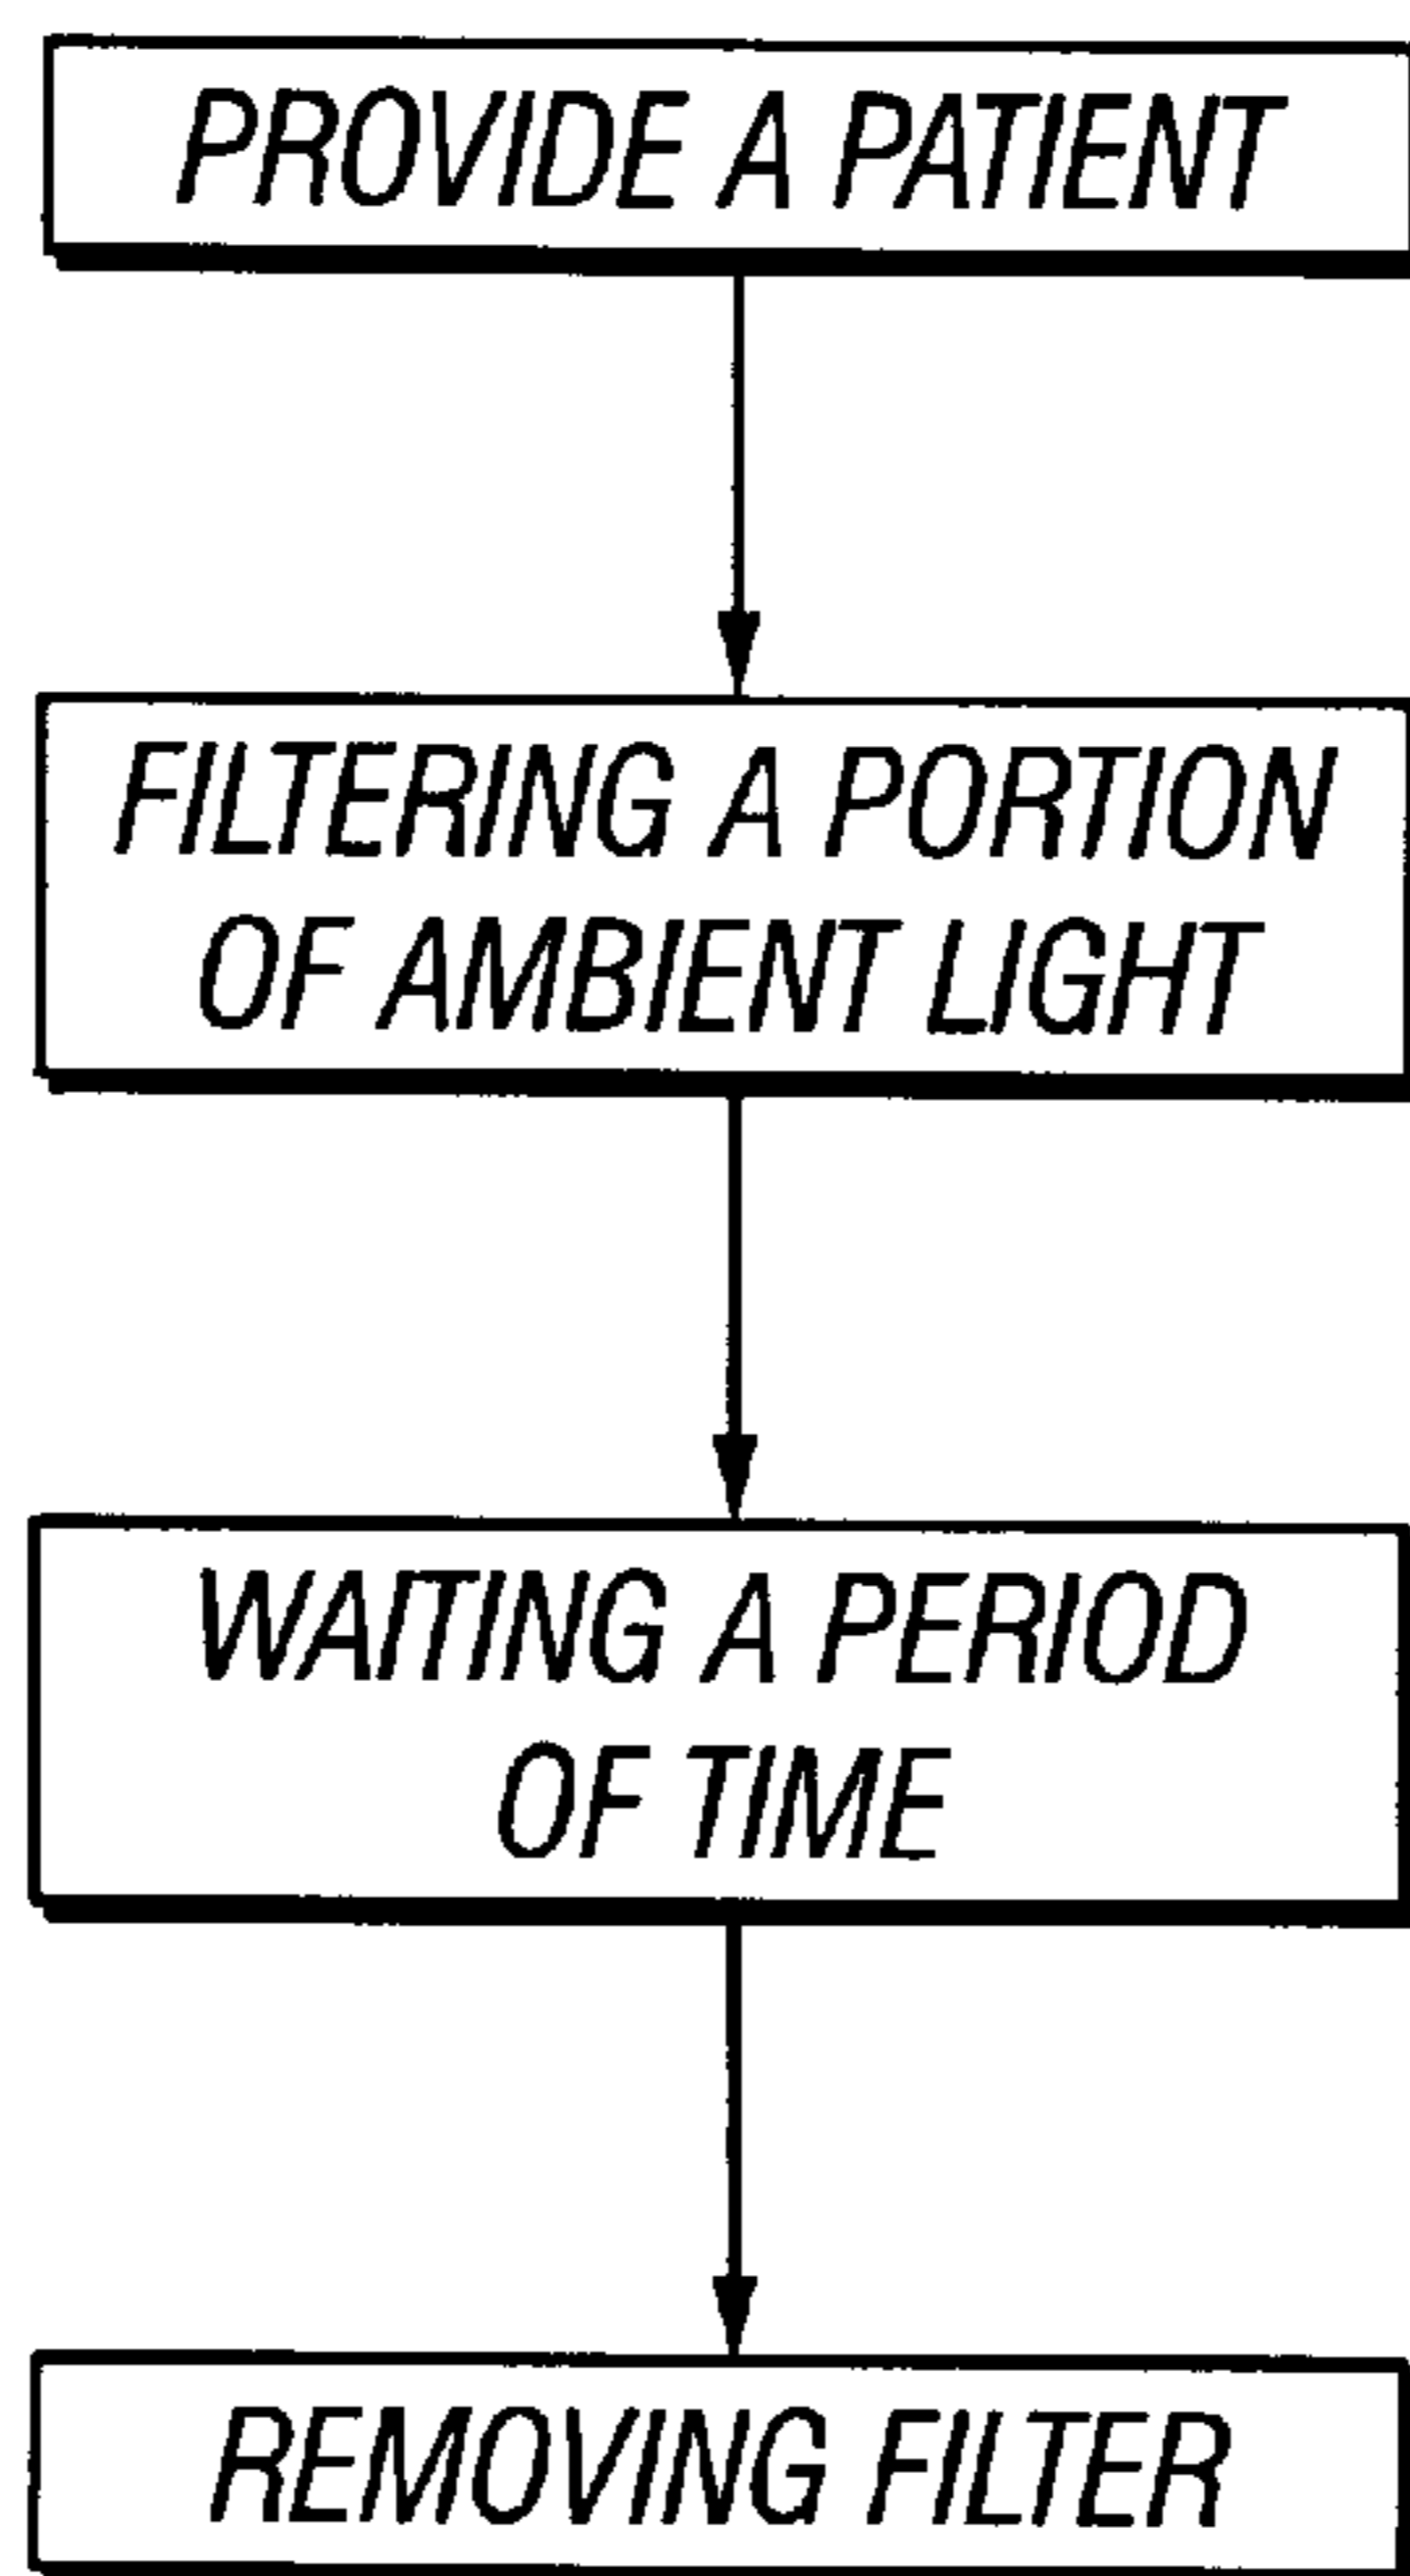 PROVIDE A PATIENT
FILTERING A PORTION
OF AMBIENT LIGHT
WAITING A PERIOD
OF TIME
REMOVING FILTER